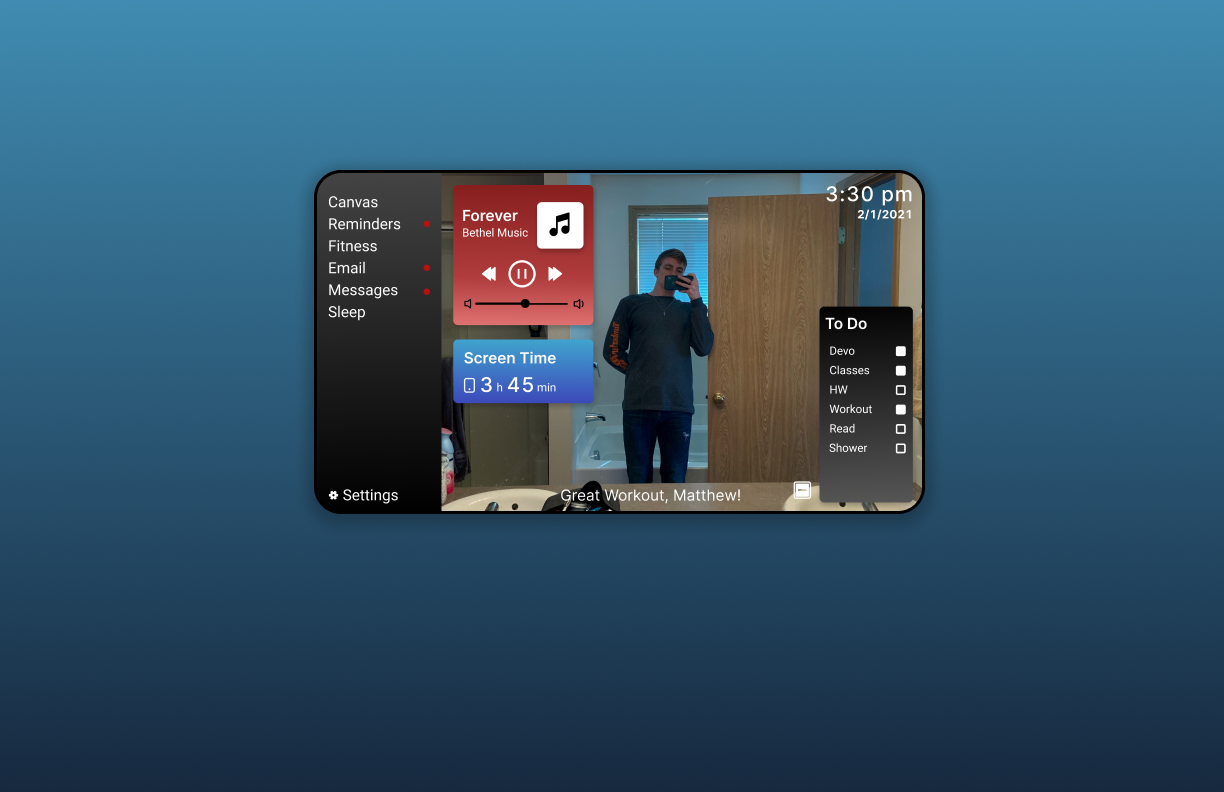 Canvas
Reminders
Fitness
Email
Messages
Sleep
Settings
Forever
Bethel Music
Screen Time
3 h 45 min
3:30 pm
2/1/2021
To Do
Devo
Classes
HW
Workout
Read
Shower
Great Workout, Matthew!